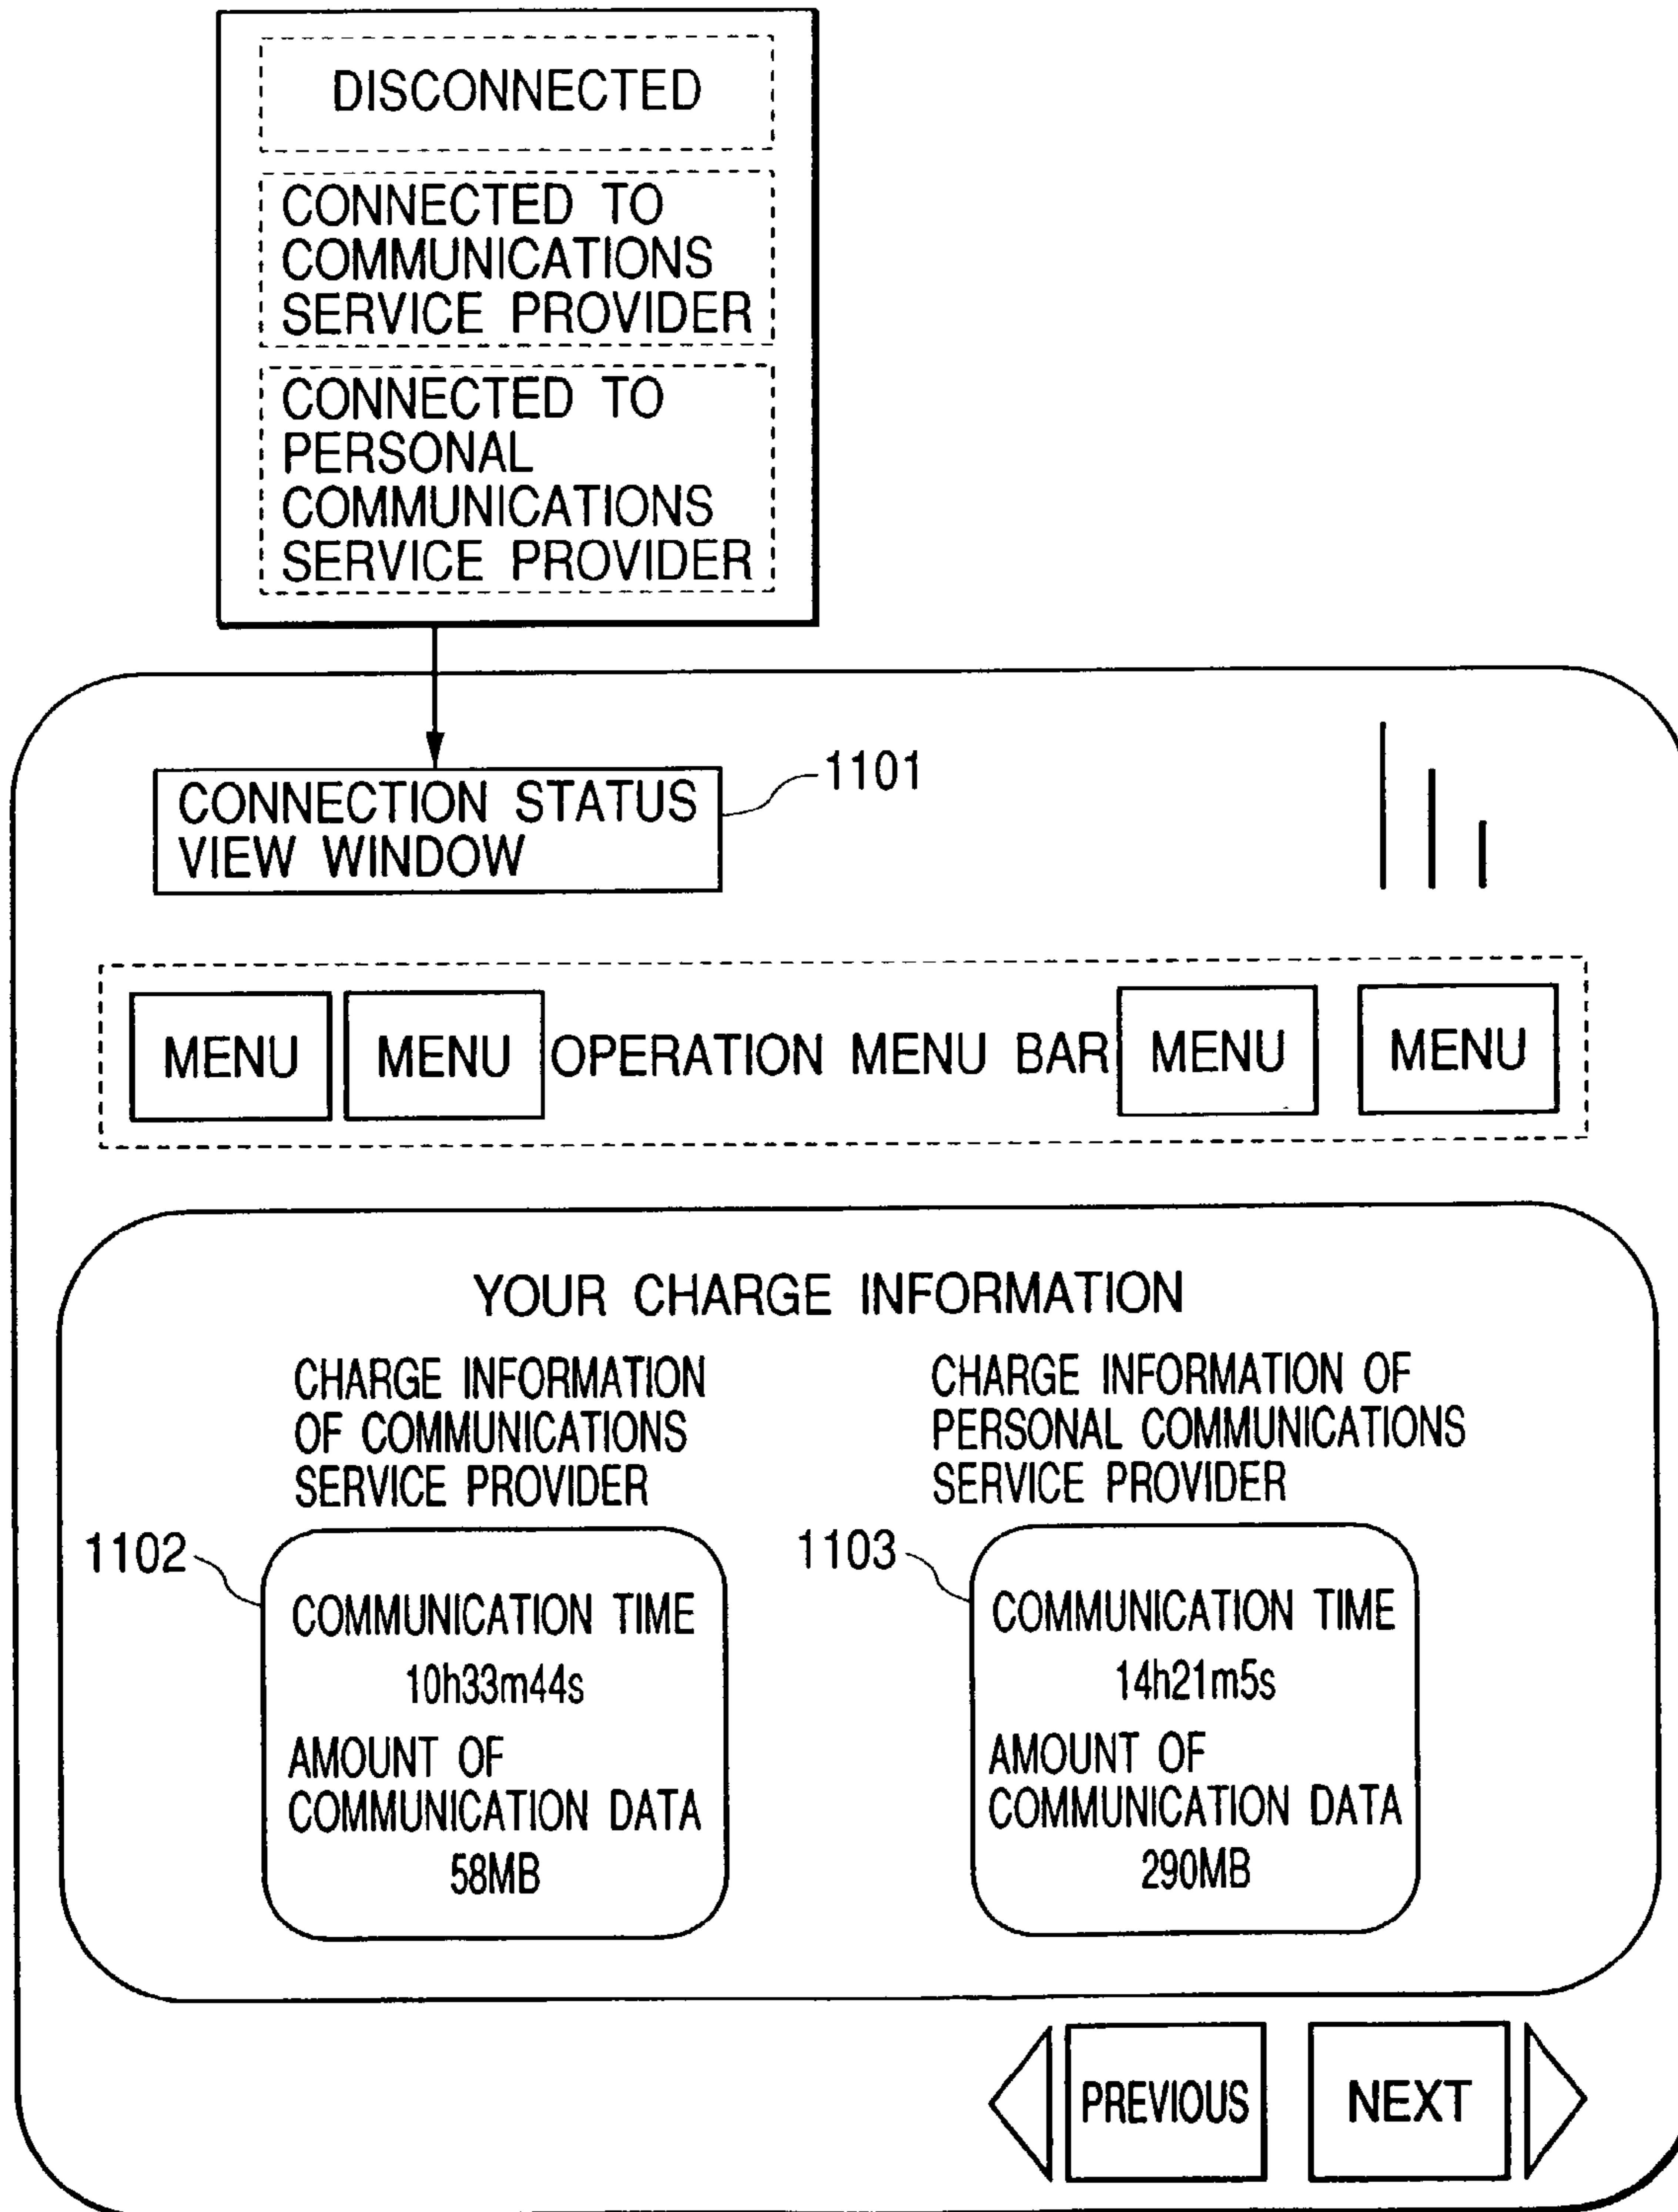 DISCONNECTED
CONNECTED TO
COMMUNICATIONS
SERVICE PROVIDER
CONNECTED TO
PERSONAL
COMMUNICATIONS
SERVICE PROVIDER
CONNECTION STATUS
VIEW WINDOW
1101
MENU MENU OPERATION MENU BAR MENU MENU
YOUR CHARGE INFORMATION
CHARGE INFORMATION
OF COMMUNICATIONS
SERVICE PROVIDER
1102
COMMUNICATION TIME
10h33m44s
AMOUNT OF
COMMUNICATION DATA
58MB
CHARGE INFORMATION OF
PERSONAL COMMUNICATIONS
SERVICE PROVIDER
1103
COMMUNICATION TIME
14h21m5s
AMOUNT OF
COMMUNICATION DATA
290MB
PREVIOUS NEXT